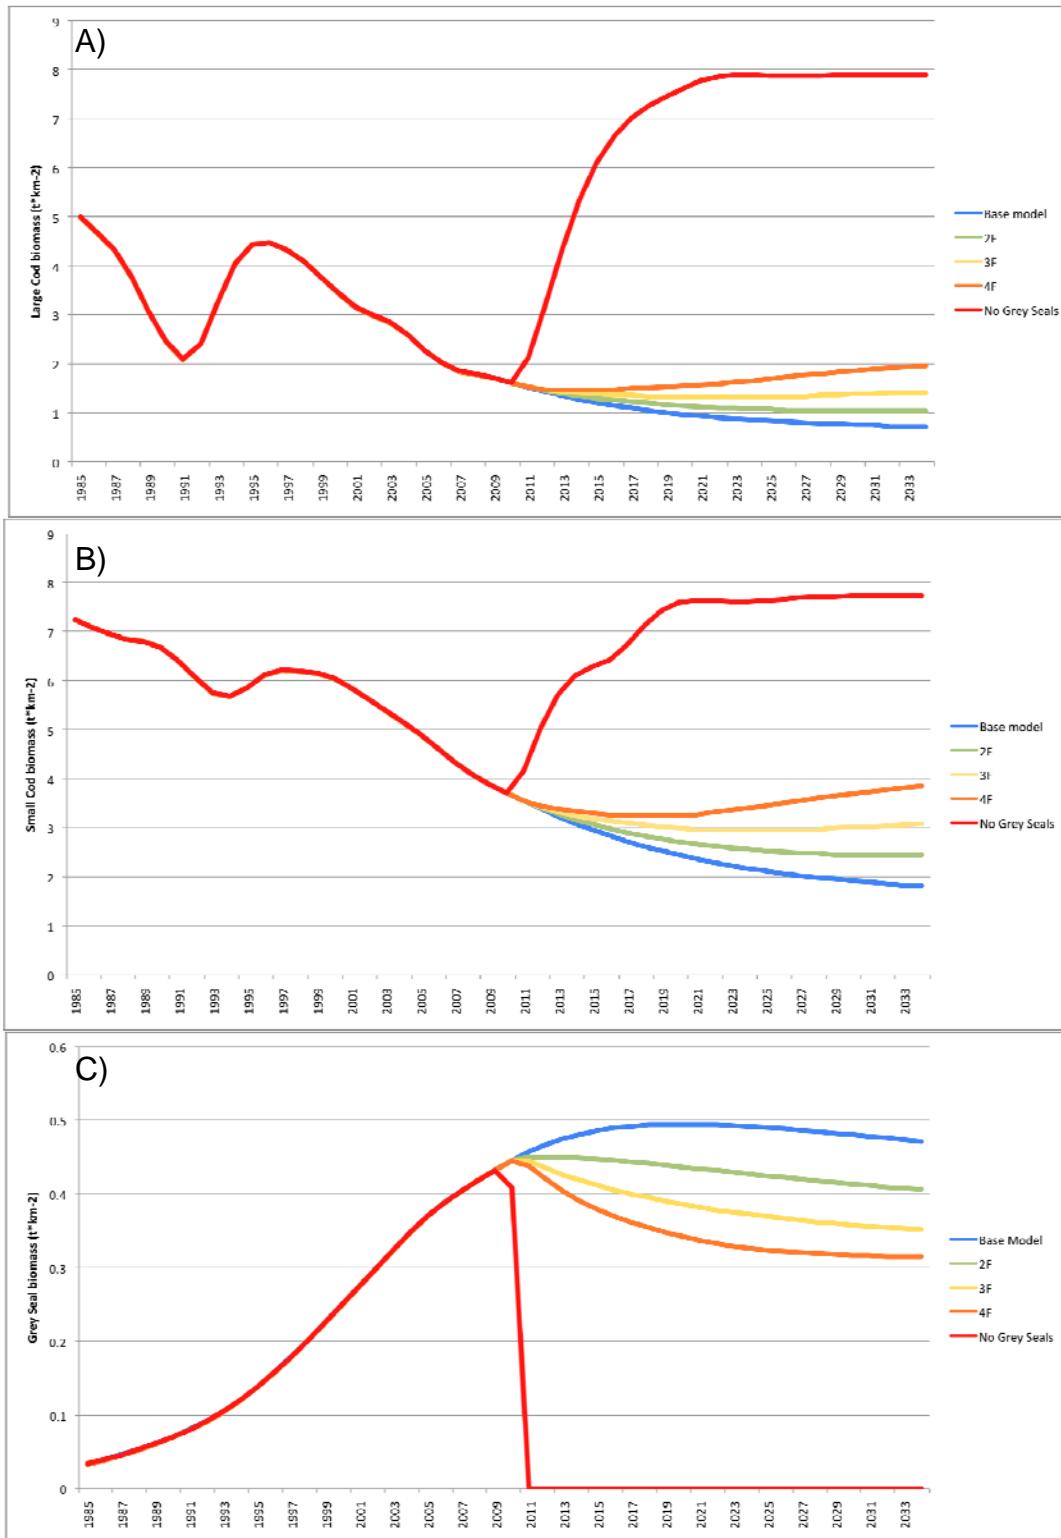 A)
Large Cod biomass (t*km-2)
9
8
7
6
5
4
3
2
1
0
1985 1987 1989 1991 1993 1995 1997 1999 2001 2003 2005 2007 2009 2011 2013 2015 2017 2019 2021 2023 2025 2027 2029 2031 2033
Base model
2F
3F
4F
No Grey Seals
B)
Small Cod biomass (t*km-2)
9
8
7
6
5
4
3
2
1
0
1985 1987 1989 1991 1993 1995 1997 1999 2001 2003 2005 2007 2009 2011 2013 2015 2017 2019 2021 2023 2025 2027 2029 2031 2033
Base model
2F
3F
4F
No Grey Seals
C)
Grey Seal biomass (t*km-2)
0.6
0.5
0.4
0.3
0.2
0.1
0
1985 1987 1989 1991 1993 1995 1997 1999 2001 2003 2005 2007 2009 2011 2013 2015 2017 2019 2021 2023 2025 2027 2029 2031 2033
Base Model
2F
3F
4F
No Grey Seals